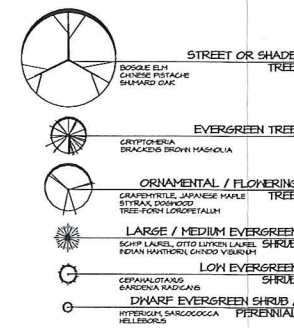 STREET OR SHADE
TREE
BOSQUE ELM
CHINESE PISTACHE
SHUMARD OAK
EVERGREEN TREE
CRYPTOMERIA
BRACKENS BROWN MAGNOLIA
ORNAMENTAL / FLOWERING
TREE
CRAPEMYRTLE, JAPANESE MAPLE
STYRAX, DOGWOOD
TREE-FORM LOROPETALUM
LARGE / MEDIUM EVERGREEN
SHRUB
SCHIP LAUREL, OTTO LUYKEN LAUREL
INDIAN HAWTHORN, CHINDO VIBURNUM
LOW EVERGREEN
SHRUB
CEPAHALOTAXUS
GARDENIA RADICANS
DWARF EVERGREEN SHRUB /
PERENNIAL
HYPERICUM, SARCOCOCCA
HELLEBORS